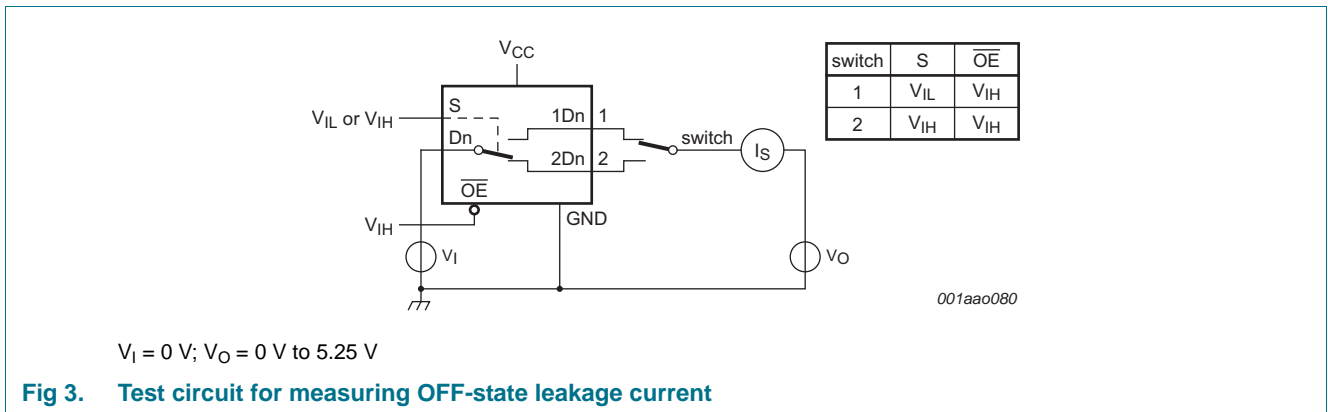 VCC
switch S OE
1 VIL VIH
2 VIH VIH
VIL or VIH
S
1Dn 1
Dn
switch
IS
2Dn 2
OE
VIH
GND
VI
VO
001aao080
VI = 0 V; VO = 0 V to 5.25 V
Fig 3. Test circuit for measuring OFF-state leakage current